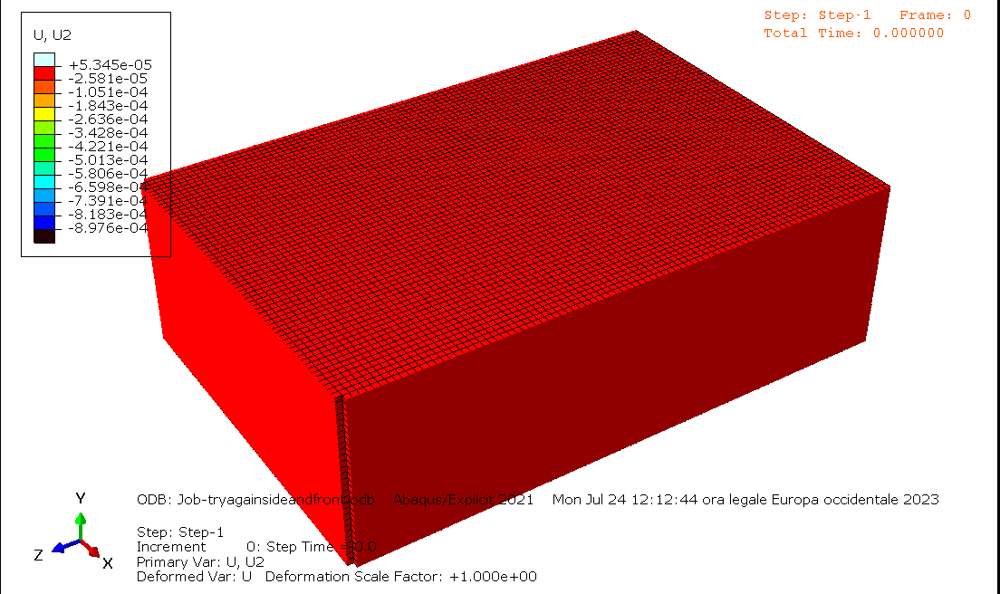 U, U2
+5.345e-05
-2.581e-05
-1.051e-04
-1.843e-04
-2.636e-04
-3.428e-04
-4.221e-04
-5.013e-04
-5.806e-04
-6.598e-04
-7.391e-04
-8.183e-04
-8.976e-04
Step: Step-1 Frame: 0
Total Time: 0.000000
Y
Z
X
ODB: Job-tryagainsideandfront.odb Abaqus/Explicit 2021 Mon Jul 24 12:12:44 ora legale Europa occidentale 2023
Step: Step-1
Increment 0: Step Time = 0.0
Primary Var: U, U2
Deformed Var: U Deformation Scale Factor: +1.000e+00